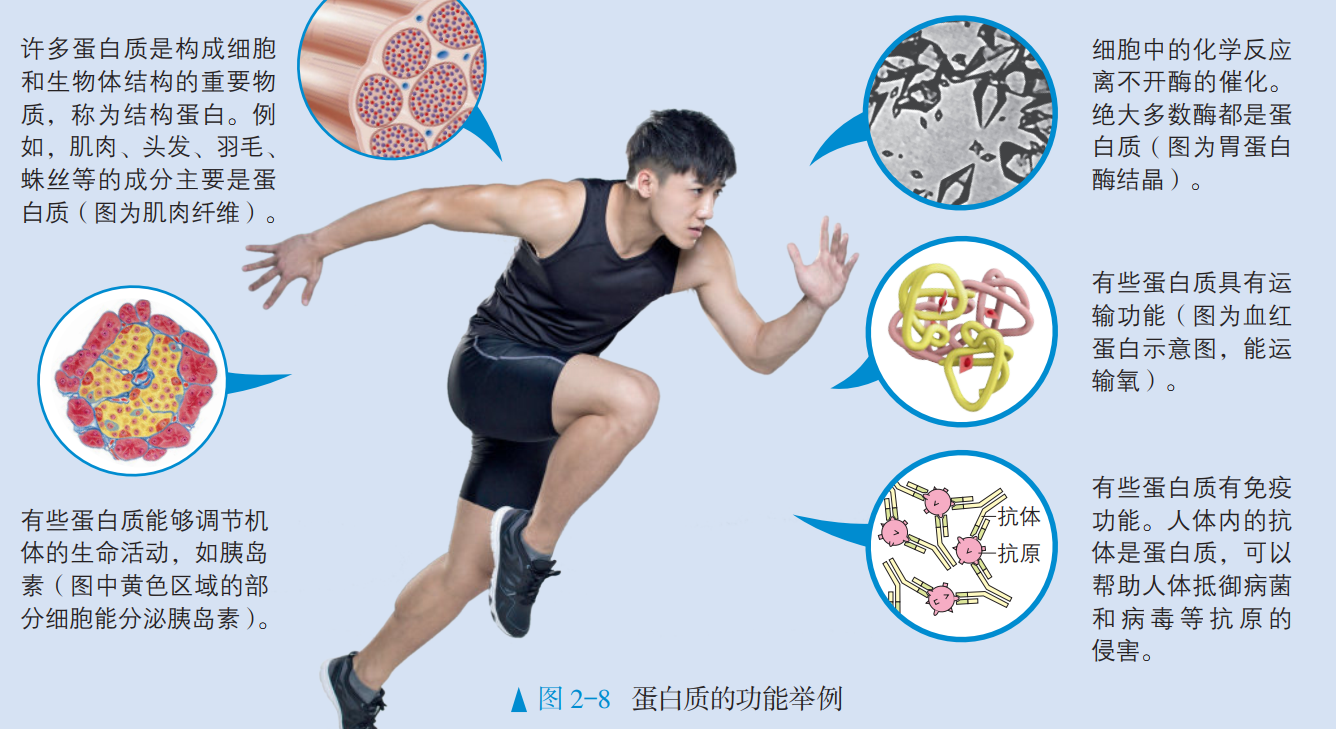 许多蛋白质是构成细胞
和生物体结构的重要物
质，称为结构蛋白。例
如，肌肉、头发、羽毛、
蛛丝等的成分主要是蛋
白质（图为肌肉纤维）。
有些蛋白质能够调节机
体的生命活动，如胰岛
素（图中黄色区域的部
分细胞能分泌胰岛素）。
细胞中的化学反应
离不开酶的催化。
绝大多数酶都是蛋
白质（图为胃蛋白
酶结晶）。
有些蛋白质具有运
输功能（图为血红
蛋白示意图，能运
输氧）。
抗体
抗原
有些蛋白质有免疫
功能。人体内的抗
体是蛋白质，可以
帮助人体抵御病菌
和病毒等抗原的
侵害。
▲图2-8 蛋白质的功能举例